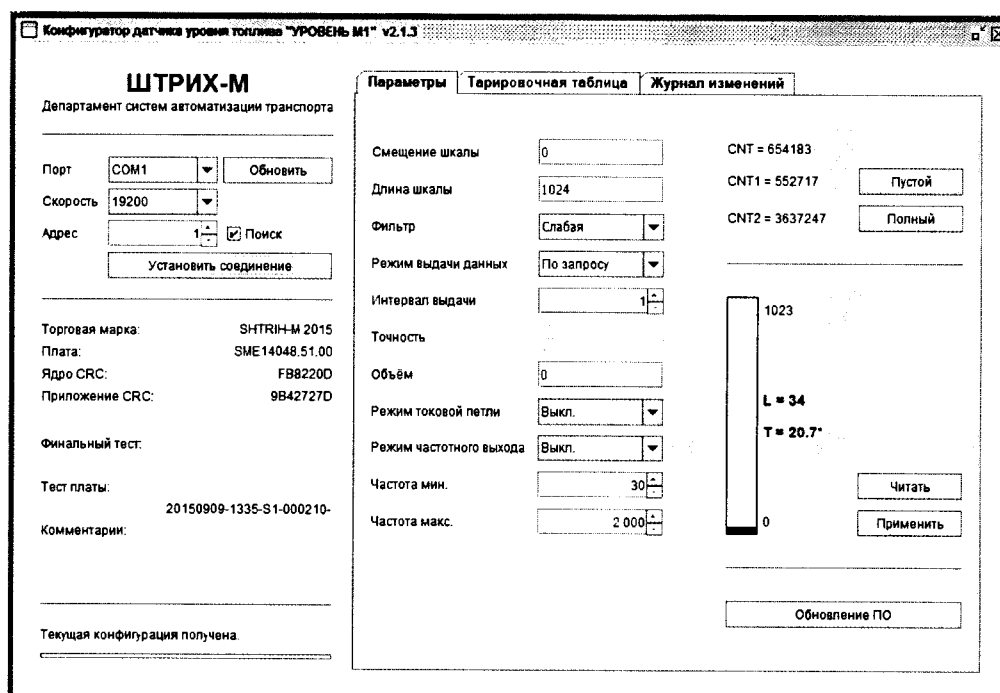 Конфигуратор датчика уровня топлива "УРОВЕНЬ М1" v2.1.3
ШТРИХ-М
Департамент систем автоматизации транспорта
Порт COM1 Обновить
Скорость 19200
Адрес 1 Поиск
Установить соединение
Торговая марка: SHTRIH-M 2015
Плата: SME14048.51.00
Ядро CRC: FB8220D
Приложение CRC: 9B42727D
Финальный тест:
Тест платы:
20150909-1335-S1-000210-
Комментарии:
Текущая конфигурация получена.
Параметры Тарировочная таблица Журнал изменений
Смещение шкалы 0
Длина шкалы 1024
Фильтр Слабая
Режим выдачи данных По запросу
Интервал выдачи 1
Точность
Объём 0
Режим токовой петли Выкл.
Режим частотного выхода Выкл.
Частота мин. 30
Частота макс. 2 000
CNT = 654183
CNT1 = 552717 Пустой
CNT2 = 3637247 Полный
1023
L = 34
T = 20.7°
0
Читать
Применить
Обновление ПО